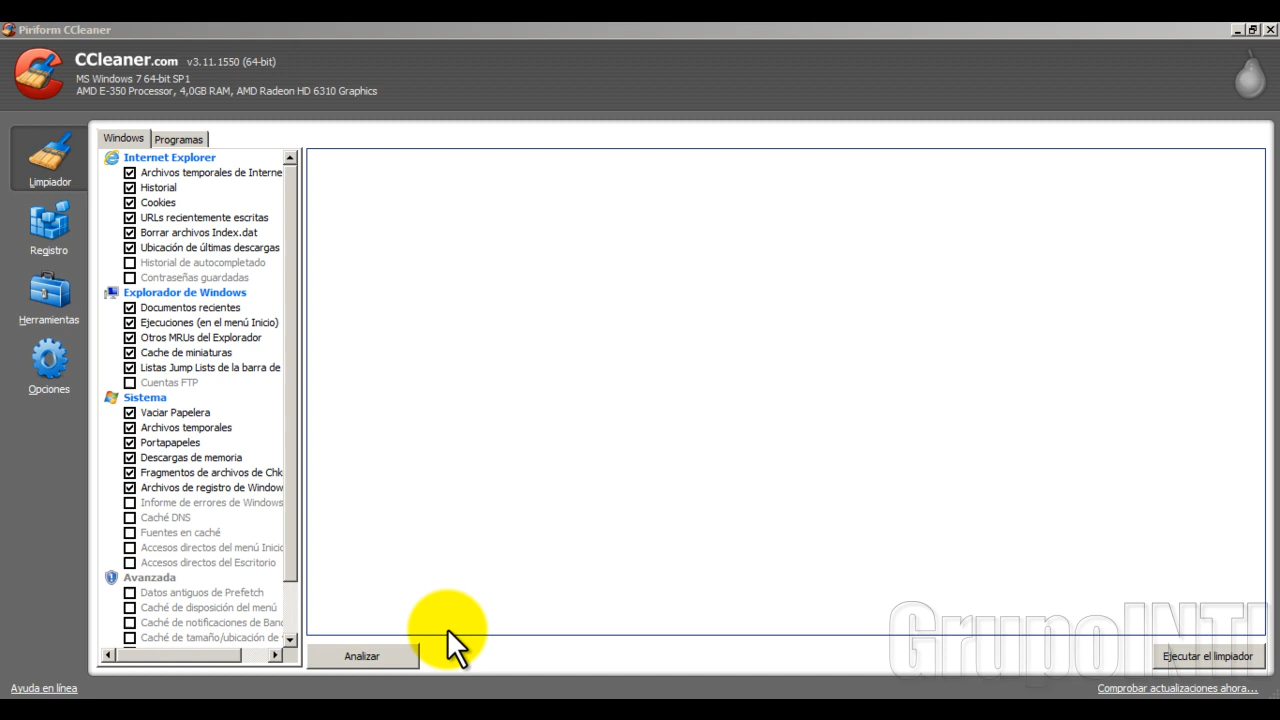 Piriform CCleaner
CCleaner.com v3.11.1550 (64-bit)
MS Windows 7 64-bit SP1
AMD E-350 Processor, 4,0GB RAM, AMD Radeon HD 6310 Graphics
Limpiador
Registro
Herramientas
Opciones
Windows
Programas
Internet Explorer
Archivos temporales de Interne
Historial
Cookies
URLs recientemente escritas
Borrar archivos Index.dat
Ubicación de últimas descargas
Historial de autocompletado
Contraseñas guardadas
Explorador de Windows
Documentos recientes
Ejecuciones (en el menú Inicio)
Otros MRUs del Explorador
Cache de miniaturas
Listas Jump Lists de la barra de
Cuentas FTP
Sistema
Vaciar Papelera
Archivos temporales
Portapapeles
Descargas de memoria
Fragmentos de archivos de Chk
Archivos de registro de Window
Informe de errores de Windows
Caché DNS
Fuentes en caché
Accesos directos del menú Inicio
Accesos directos del Escritorio
Avanzada
Datos antiguos de Prefetch
Caché de disposición del menú
Caché de notificaciones de Band
Caché de tamaño/ubicación de
Analizar
Ejecutar el limpiador
GrupoINTI
Ayuda en línea
Comprobar actualizaciones ahora...